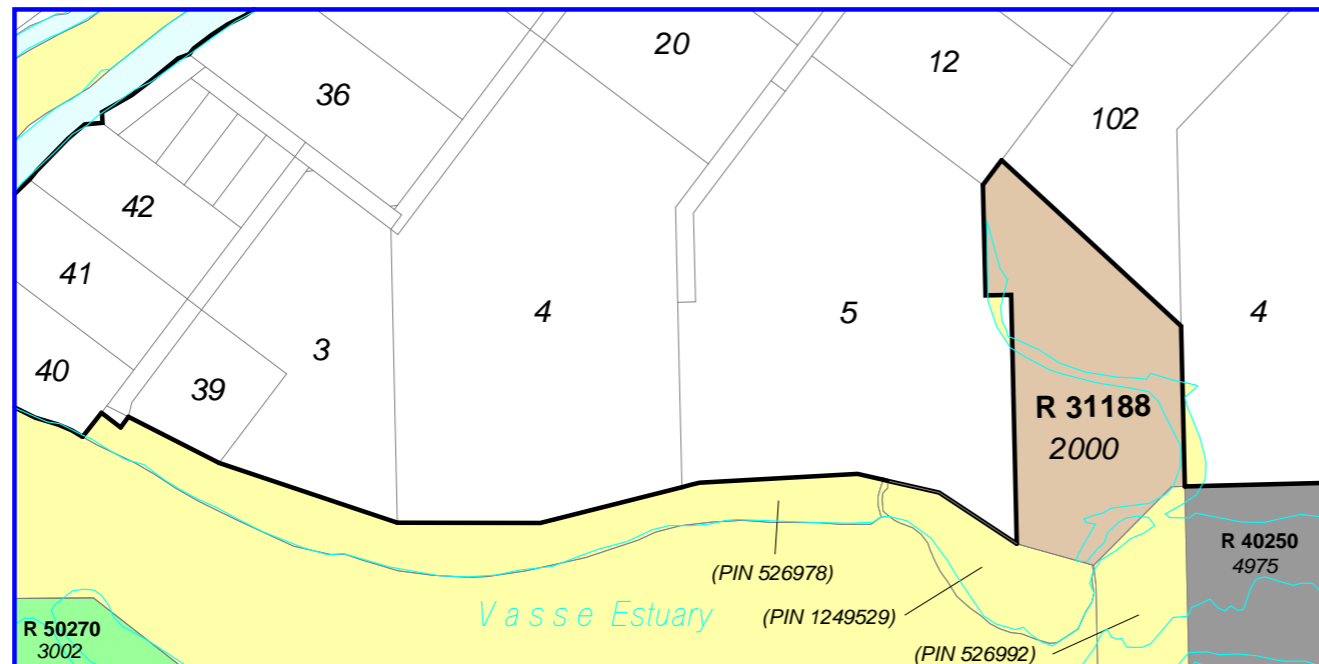 20
12
36
102
42
41
4
5
4
3
40
39
R 31188
2000
R 40250
4975
(PIN 526978)
Vasse Estuary
(PIN 1249529)
R 50270
3002
(PIN 526992)